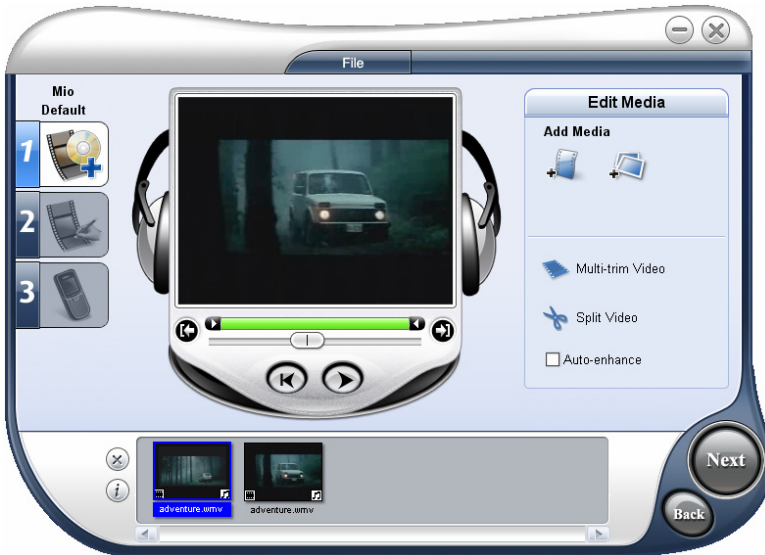 File
Mio
Default
1
2
3
Edit Media
Add Media
Multi-trim Video
Split Video
Auto-enhance
adventure.wmv
adventure.wmv
Next
Back